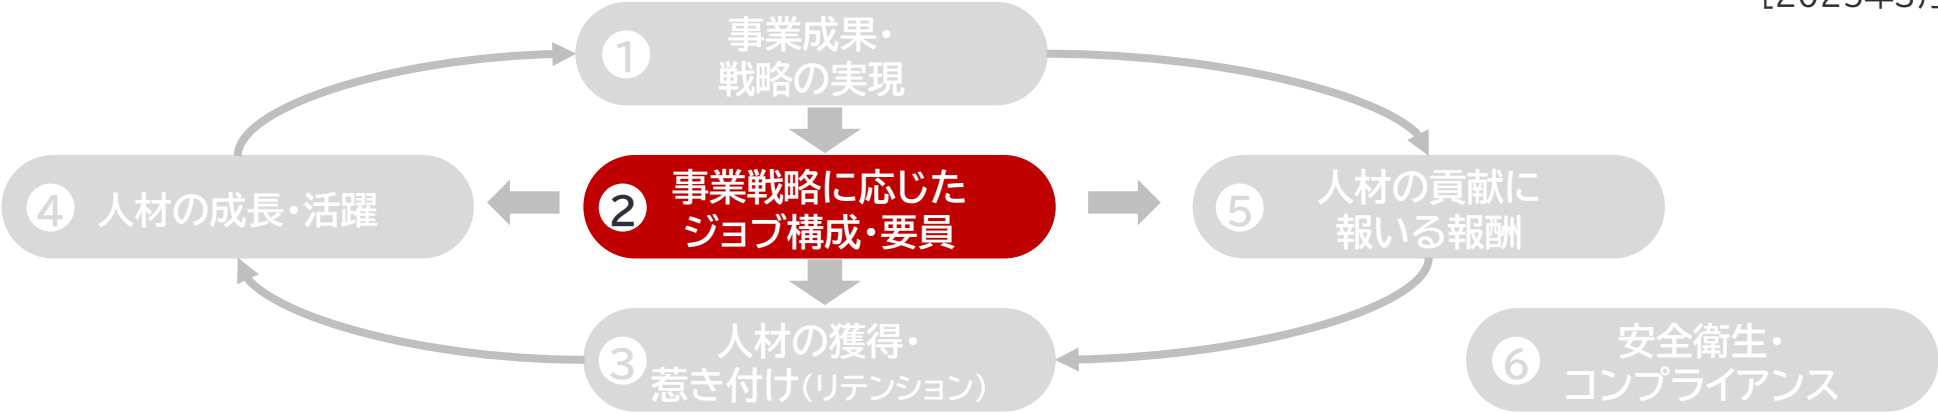 1
事業成果・
戦略の実現
2
事業戦略に応じた
ジョブ構成・要員
4
人材の成長・活躍
5
人材の貢献に
報いる報酬
3
人材の獲得・
惹き付け(リテンション)
6
安全衛生・
コンプライアンス